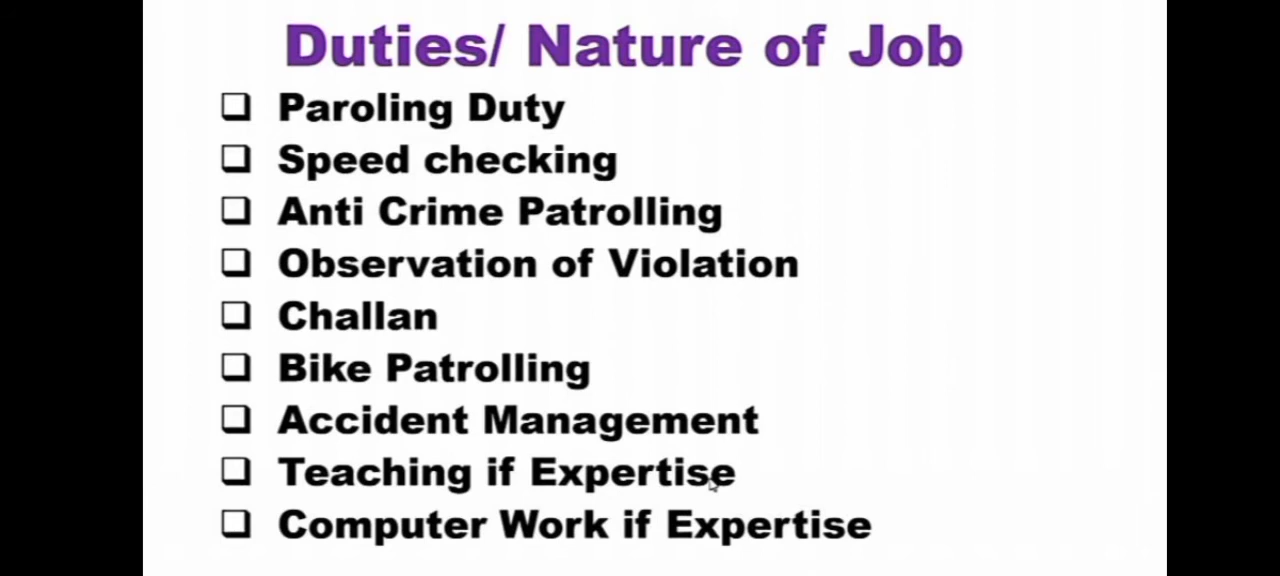 Duties/ Nature of Job
❑ Paroling Duty
❑ Speed checking
❑ Anti Crime Patrolling
❑ Observation of Violation
❑ Challan
❑ Bike Patrolling
❑ Accident Management
❑ Teaching if Expertise
❑ Computer Work if Expertise